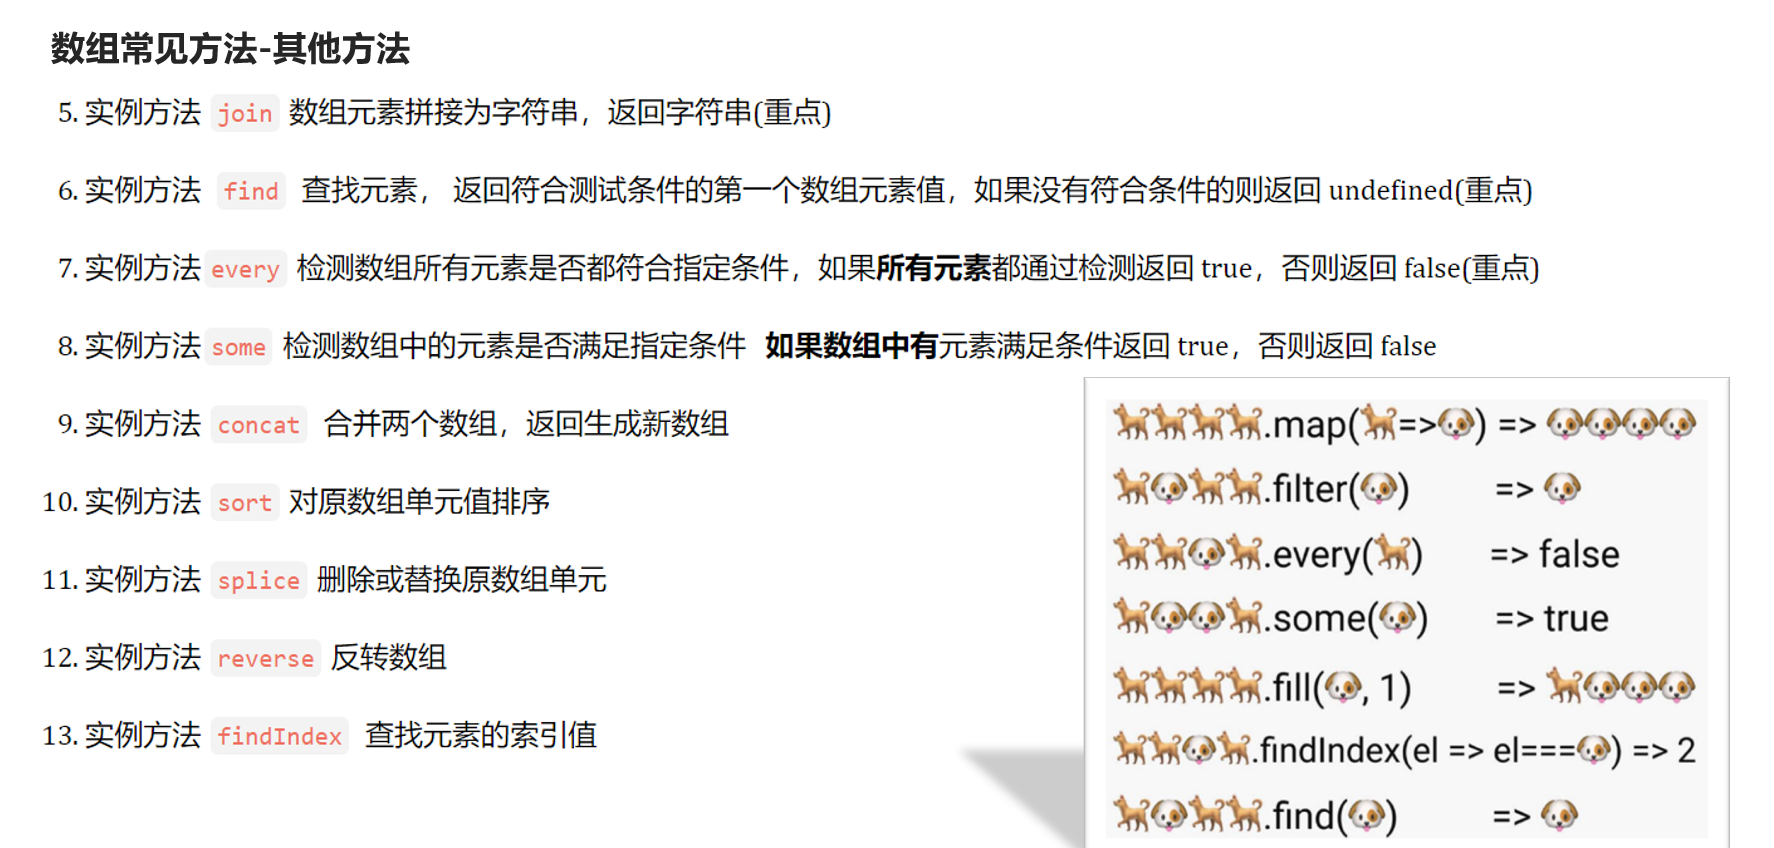 数组常见方法-其他方法
5. 实例方法 join 数组元素拼接为字符串，返回字符串(重点)
6. 实例方法 find 查找元素， 返回符合测试条件的第一个数组元素值，如果没有符合条件的则返回 undefined(重点)
7. 实例方法 every 检测数组所有元素是否都符合指定条件，如果所有元素都通过检测返回 true，否则返回 false(重点)
8. 实例方法 some 检测数组中的元素是否满足指定条件 如果数组中有元素满足条件返回 true，否则返回 false
9. 实例方法 concat 合并两个数组，返回生成新数组
10. 实例方法 sort 对原数组单元值排序
11. 实例方法 splice 删除或替换原数组单元
12. 实例方法 reverse 反转数组
13. 实例方法 findIndex 查找元素的索引值
🐕🐕🐕🐕.map(🐕=>🐶) => 🐶🐶🐶🐶
🐕🐶🐕🐕.filter(🐶) => 🐶
🐕🐕🐶🐕.every(🐕) => false
🐕🐶🐶🐕.some(🐶) => true
🐕🐕🐕🐕.fill(🐶, 1) => 🐕🐶🐶🐶
🐕🐕🐶🐕.findIndex(el => el===🐶) => 2
🐕🐶🐕🐕.find(🐶) => 🐶